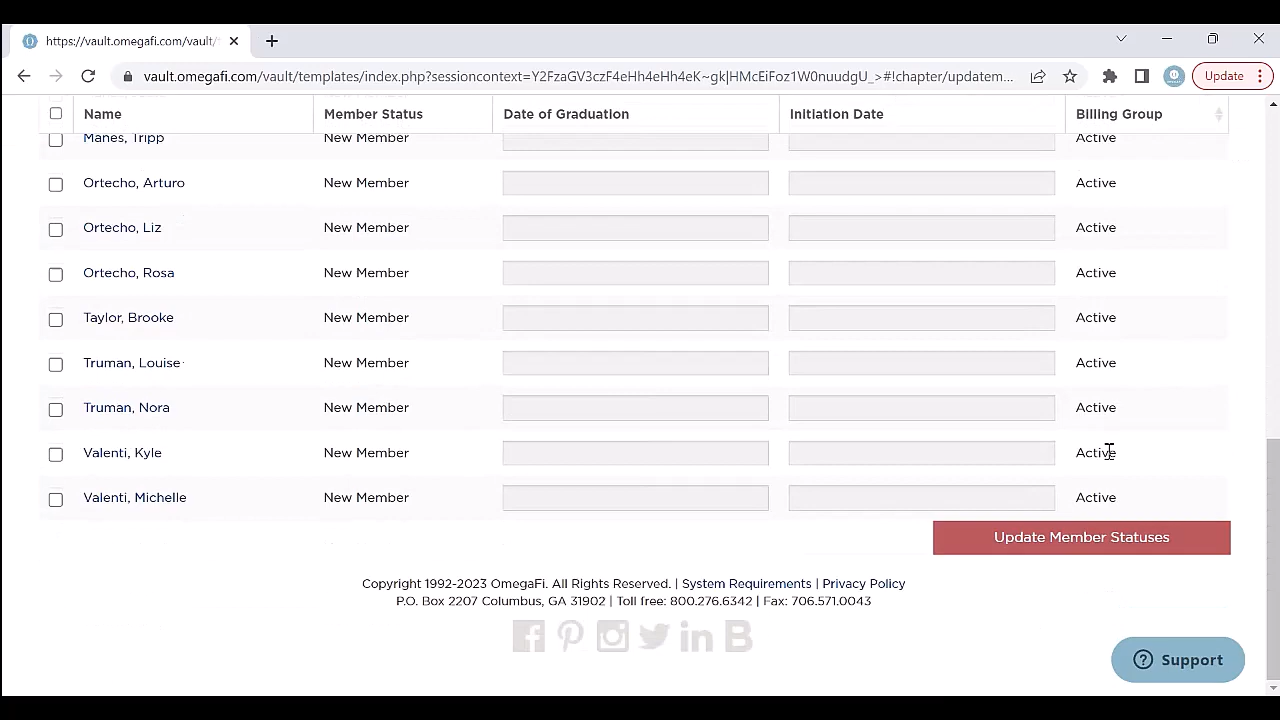 https://vault.omegafi.com/vault/
vault.omegafi.com/vault/templates/index.php?sessioncontext=Y2FzaGV3czF4eHh4eHh4eK~gk|HMcEiFoz1W0nuudgU_>#!chapter/updatem...
Update
Name Member Status Date of Graduation Initiation Date Billing Group
Manes, Tripp New Member Active
Ortecho, Arturo New Member Active
Ortecho, Liz New Member Active
Ortecho, Rosa New Member Active
Taylor, Brooke New Member Active
Truman, Louise New Member Active
Truman, Nora New Member Active
Valenti, Kyle New Member Active
Valenti, Michelle New Member Active
Update Member Statuses
Copyright 1992-2023 OmegaFi. All Rights Reserved. | System Requirements | Privacy Policy
P.O. Box 2207 Columbus, GA 31902 | Toll free: 800.276.6342 | Fax: 706.571.0043
Support